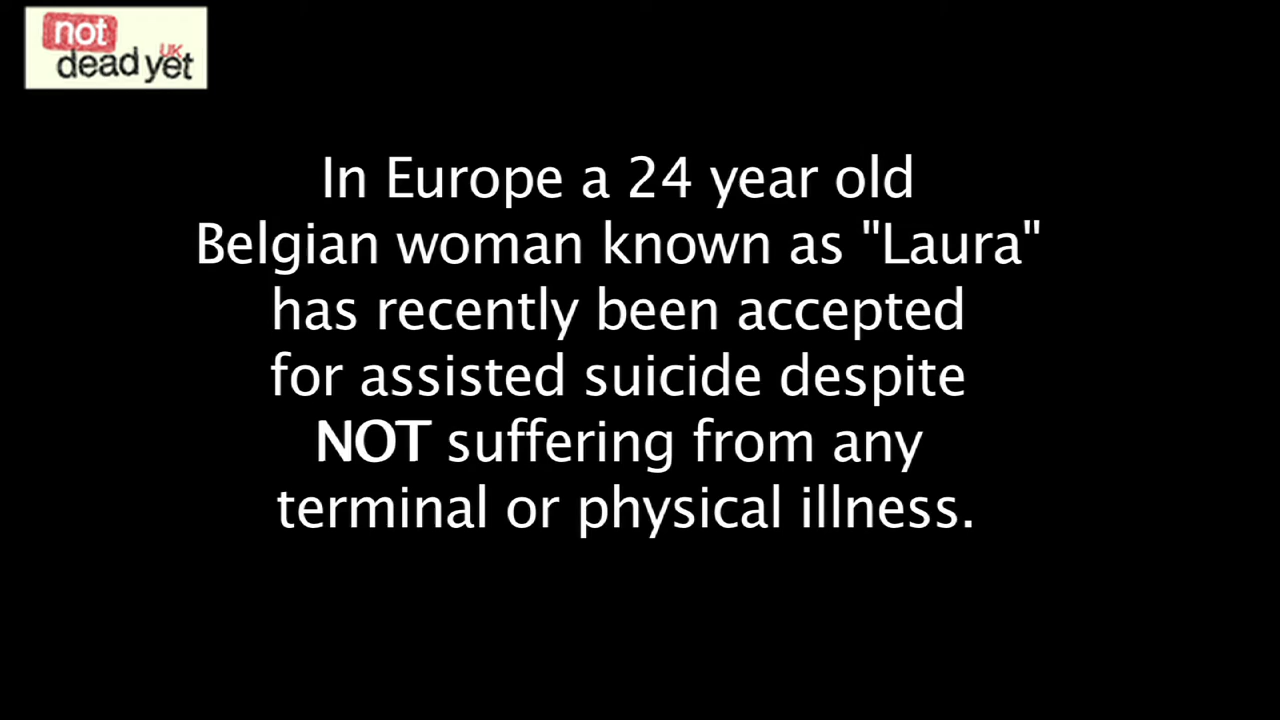 not
UK
dead yet
In Europe a 24 year old
Belgian woman known as "Laura"
has recently been accepted
for assisted suicide despite
NOT suffering from any
terminal or physical illness.